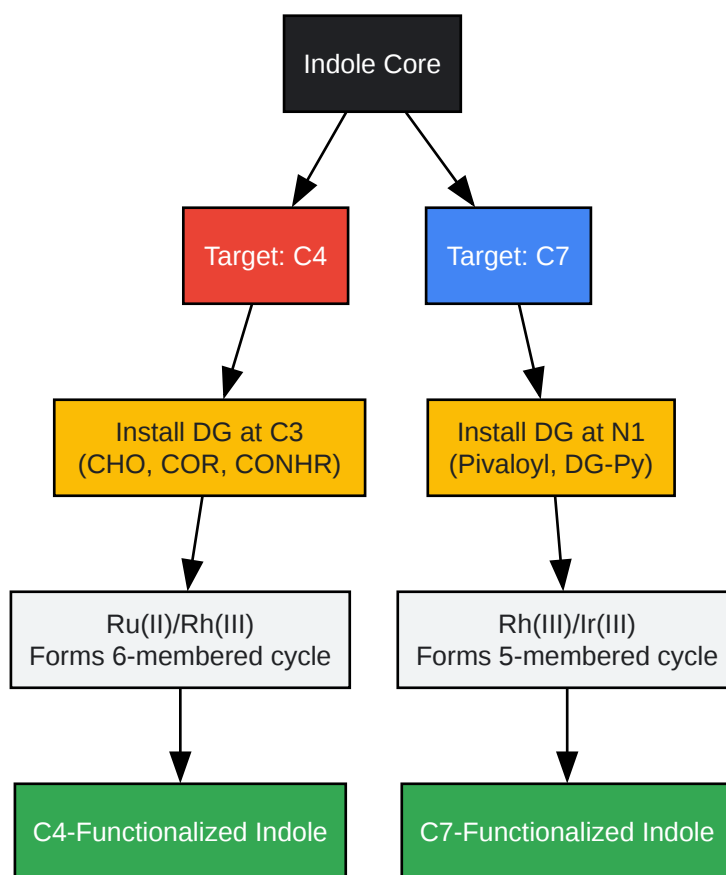 Indole Core
Target: C4
Target: C7
Install DG at C3
(CHO, COR, CONHR)
Install DG at N1
(Pivaloyl, DG-Py)
Ru(II)/Rh(III)
Forms 6-membered cycle
Rh(III)/Ir(III)
Forms 5-membered cycle
C4-Functionalized Indole
C7-Functionalized Indole